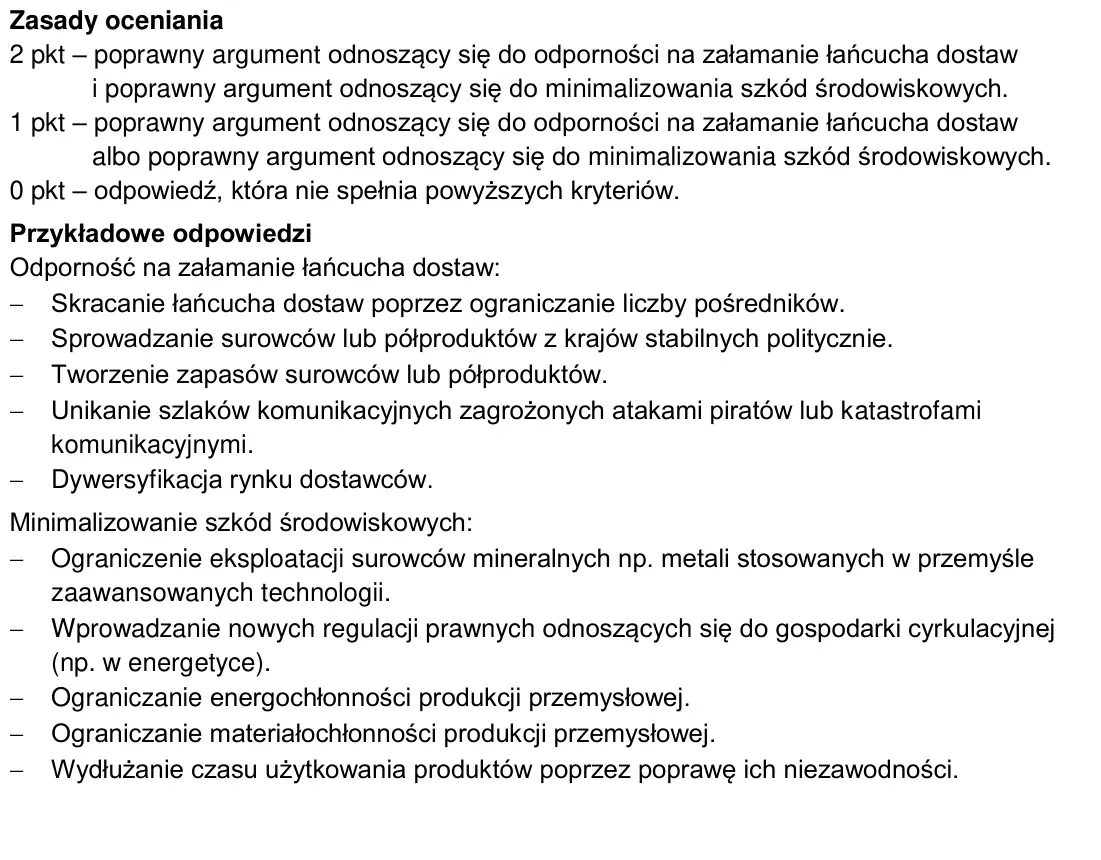 Zasady oceniania
2 pkt – poprawny argument odnoszący się do odporności na załamanie łańcucha dostaw
i poprawny argument odnoszący się do minimalizowania szkód środowiskowych.
1 pkt – poprawny argument odnoszący się do odporności na załamanie łańcucha dostaw
albo poprawny argument odnoszący się do minimalizowania szkód środowiskowych.
0 pkt – odpowiedź, która nie spełnia powyższych kryteriów.
Przykładowe odpowiedzi
Odporność na załamanie łańcucha dostaw:
– Skracanie łańcucha dostaw poprzez ograniczanie liczby pośredników.
– Sprowadzanie surowców lub półproduktów z krajów stabilnych politycznie.
– Tworzenie zapasów surowców lub półproduktów.
– Unikanie szlaków komunikacyjnych zagrożonych atakami piratów lub katastrofami
komunikacyjnymi.
– Dywersyfikacja rynku dostawców.
Minimalizowanie szkód środowiskowych:
– Ograniczenie eksploatacji surowców mineralnych np. metali stosowanych w przemyśle
zaawansowanych technologii.
– Wprowadzanie nowych regulacji prawnych odnoszących się do gospodarki cyrkulacyjnej
(np. w energetyce).
– Ograniczanie energochłonności produkcji przemysłowej.
– Ograniczanie materiałochłonności produkcji przemysłowej.
– Wydłużanie czasu użytkowania produktów poprzez poprawę ich niezawodności.